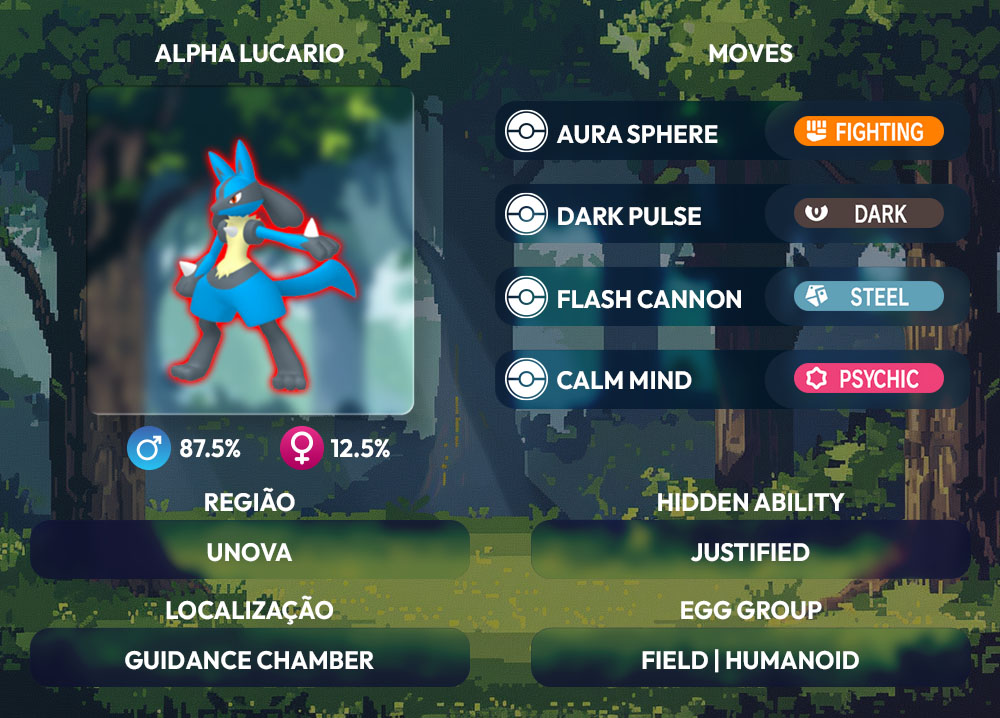 ALPHA LUCARIO
87.5%
12.5%
REGIÃO
UNOVA
LOCALIZAÇÃO
GUIDANCE CHAMBER
MOVES
AURA SPHERE
FIGHTING
DARK PULSE
DARK
FLASH CANNON
STEEL
CALM MIND
PSYCHIC
HIDDEN ABILITY
JUSTIFIED
EGG GROUP
FIELD | HUMANOID